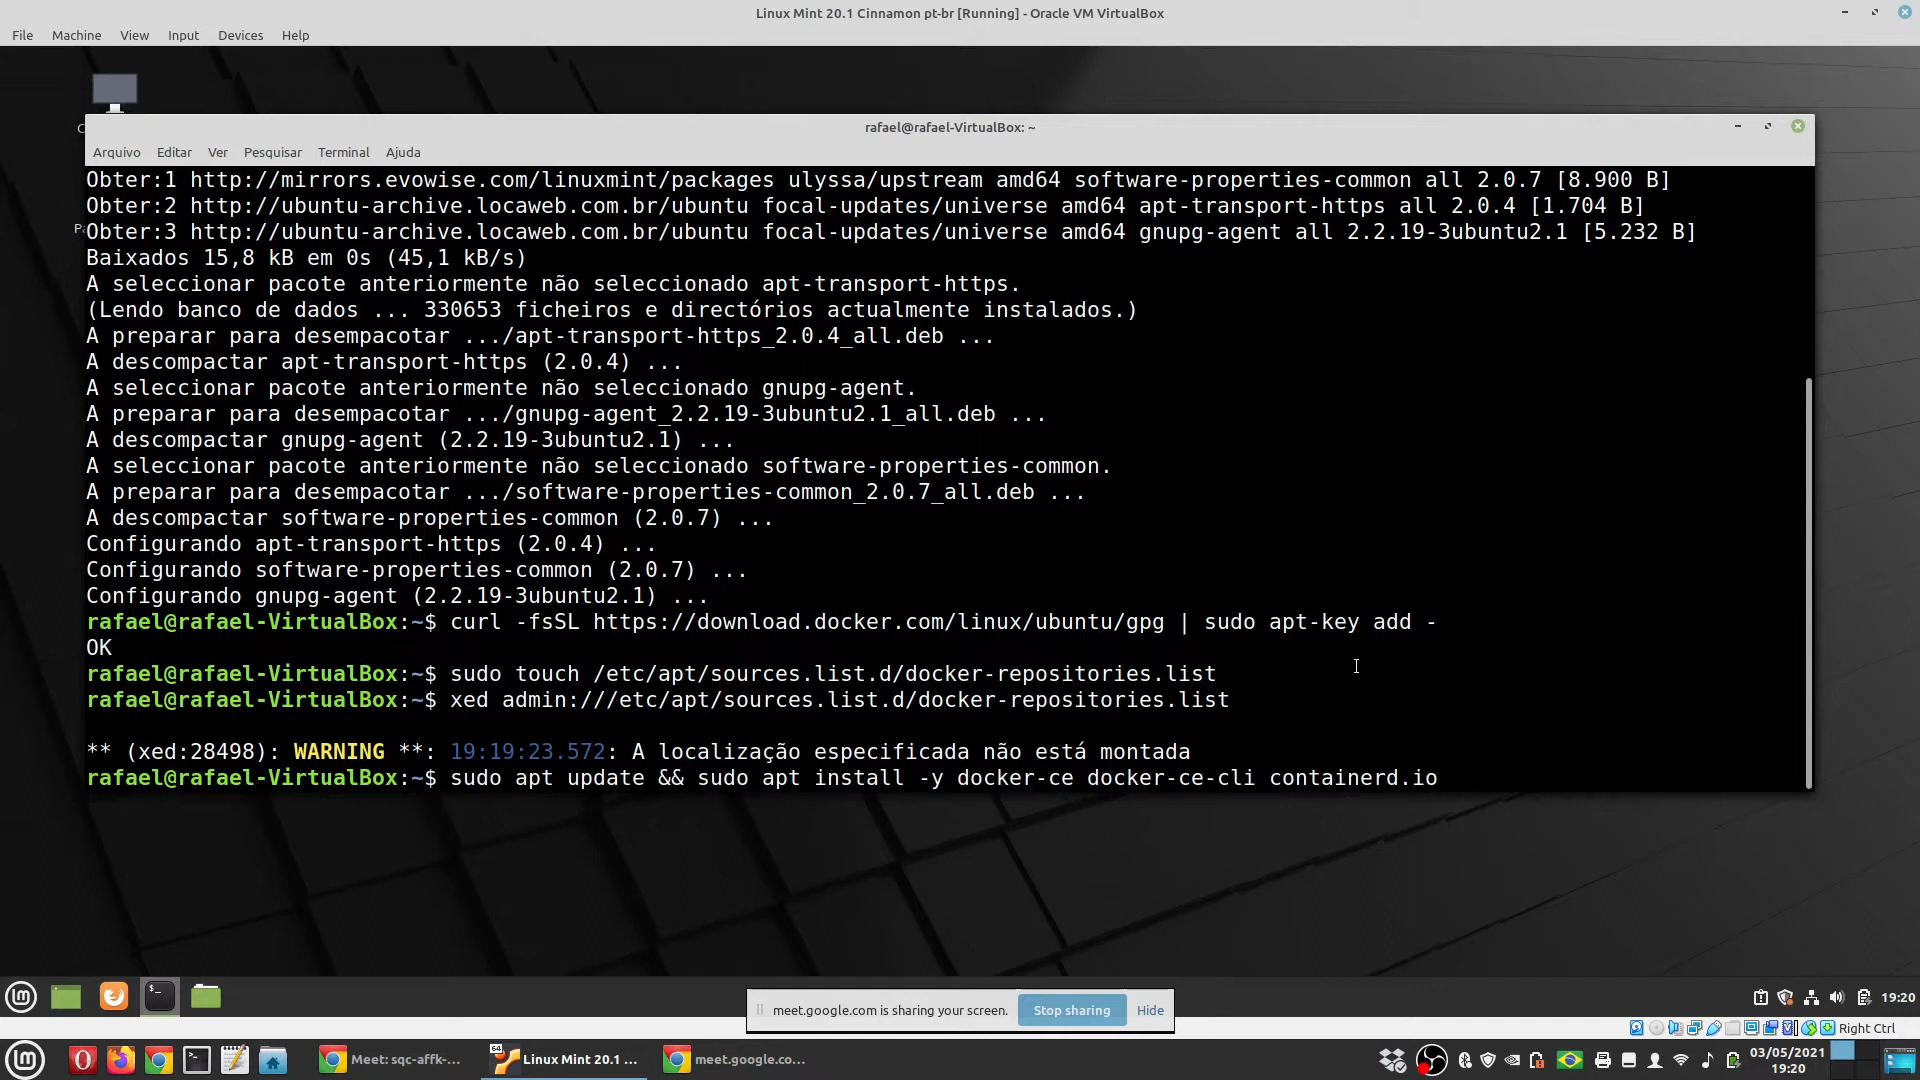 Linux Mint 20.1 Cinnamon pt-br [Running] - Oracle VM VirtualBox
File Machine View Input Devices Help
rafael@rafael-VirtualBox: ~
Arquivo Editar Ver Pesquisar Terminal Ajuda
Obter:1 http://mirrors.evowise.com/linuxmint/packages ulyssa/upstream amd64 software-properties-common all 2.0.7 [8.900 B]
Obter:2 http://ubuntu-archive.locaweb.com.br/ubuntu focal-updates/universe amd64 apt-transport-https all 2.0.4 [1.704 B]
Obter:3 http://ubuntu-archive.locaweb.com.br/ubuntu focal-updates/universe amd64 gnupg-agent all 2.2.19-3ubuntu2.1 [5.232 B]
Baixados 15,8 kB em 0s (45,1 kB/s)
A seleccionar pacote anteriormente não seleccionado apt-transport-https.
(Lendo banco de dados ... 330653 ficheiros e directórios actualmente instalados.)
A preparar para desempacotar .../apt-transport-https_2.0.4_all.deb ...
A descompactar apt-transport-https (2.0.4) ...
A seleccionar pacote anteriormente não seleccionado gnupg-agent.
A preparar para desempacotar .../gnupg-agent_2.2.19-3ubuntu2.1_all.deb ...
A descompactar gnupg-agent (2.2.19-3ubuntu2.1) ...
A seleccionar pacote anteriormente não seleccionado software-properties-common.
A preparar para desempacotar .../software-properties-common_2.0.7_all.deb ...
A descompactar software-properties-common (2.0.7) ...
Configurando apt-transport-https (2.0.4) ...
Configurando software-properties-common (2.0.7) ...
Configurando gnupg-agent (2.2.19-3ubuntu2.1) ...
rafael@rafael-VirtualBox:~$ curl -fsSL https://download.docker.com/linux/ubuntu/gpg | sudo apt-key add -
OK
rafael@rafael-VirtualBox:~$ sudo touch /etc/apt/sources.list.d/docker-repositories.list
rafael@rafael-VirtualBox:~$ xed admin:///etc/apt/sources.list.d/docker-repositories.list
** (xed:28498): WARNING **: 19:19:23.572: A localização especificada não está montada
rafael@rafael-VirtualBox:~$ sudo apt update && sudo apt install -y docker-ce docker-ce-cli containerd.io
19:20
meet.google.com is sharing your screen. Stop sharing Hide
Right Ctrl
Meet: sqc-affk-... Linux Mint 20.1 ... meet.google.co... 03/05/2021
19:20